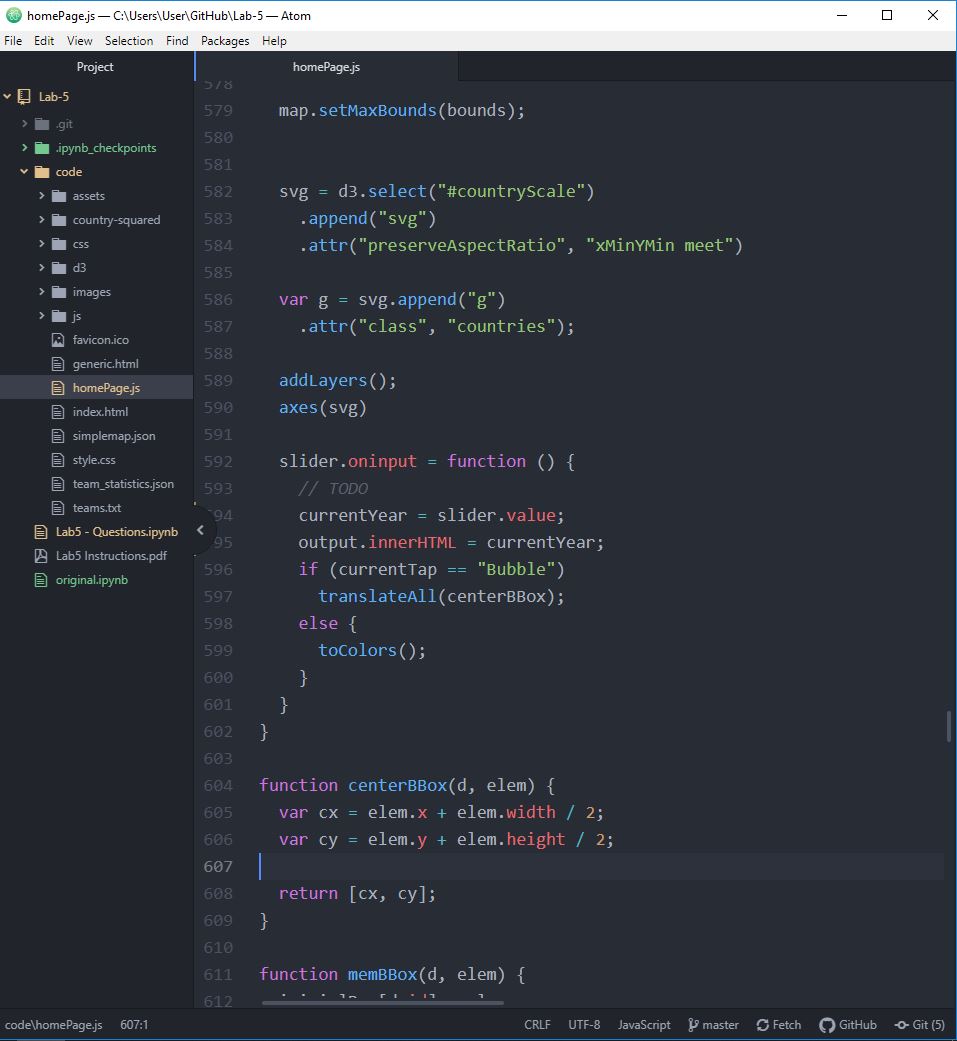 homePage.js — C:\Users\User\GitHub\Lab-5 — Atom
File Edit View Selection Find Packages Help
Project
Lab-5
.git
.ipynb_checkpoints
code
assets
country-squared
css
d3
images
js
favicon.ico
generic.html
homePage.js
index.html
simplemap.json
style.css
team_statistics.json
teams.txt
Lab5 - Questions.ipynb
Lab5 Instructions.pdf
original.ipynb
homePage.js
578
579 map.setMaxBounds(bounds);
580
581
582 svg = d3.select("#countryScale")
583 .append("svg")
584 .attr("preserveAspectRatio", "xMinYMin meet")
585
586 var g = svg.append("g")
587 .attr("class", "countries");
588
589 addLayers();
590 axes(svg)
591
592 slider.oninput = function () {
593 // TODO
94 currentYear = slider.value;
95 output.innerHTML = currentYear;
596 if (currentTap == "Bubble")
597 translateAll(centerBBox);
598 else {
599 toColors();
600 }
601 }
602 }
603
604 function centerBBox(d, elem) {
605 var cx = elem.x + elem.width / 2;
606 var cy = elem.y + elem.height / 2;
607
608 return [cx, cy];
609 }
610
611 function memBBox(d, elem) {
612
code\homePage.js 607:1 CRLF UTF-8 JavaScript master Fetch GitHub Git (5)